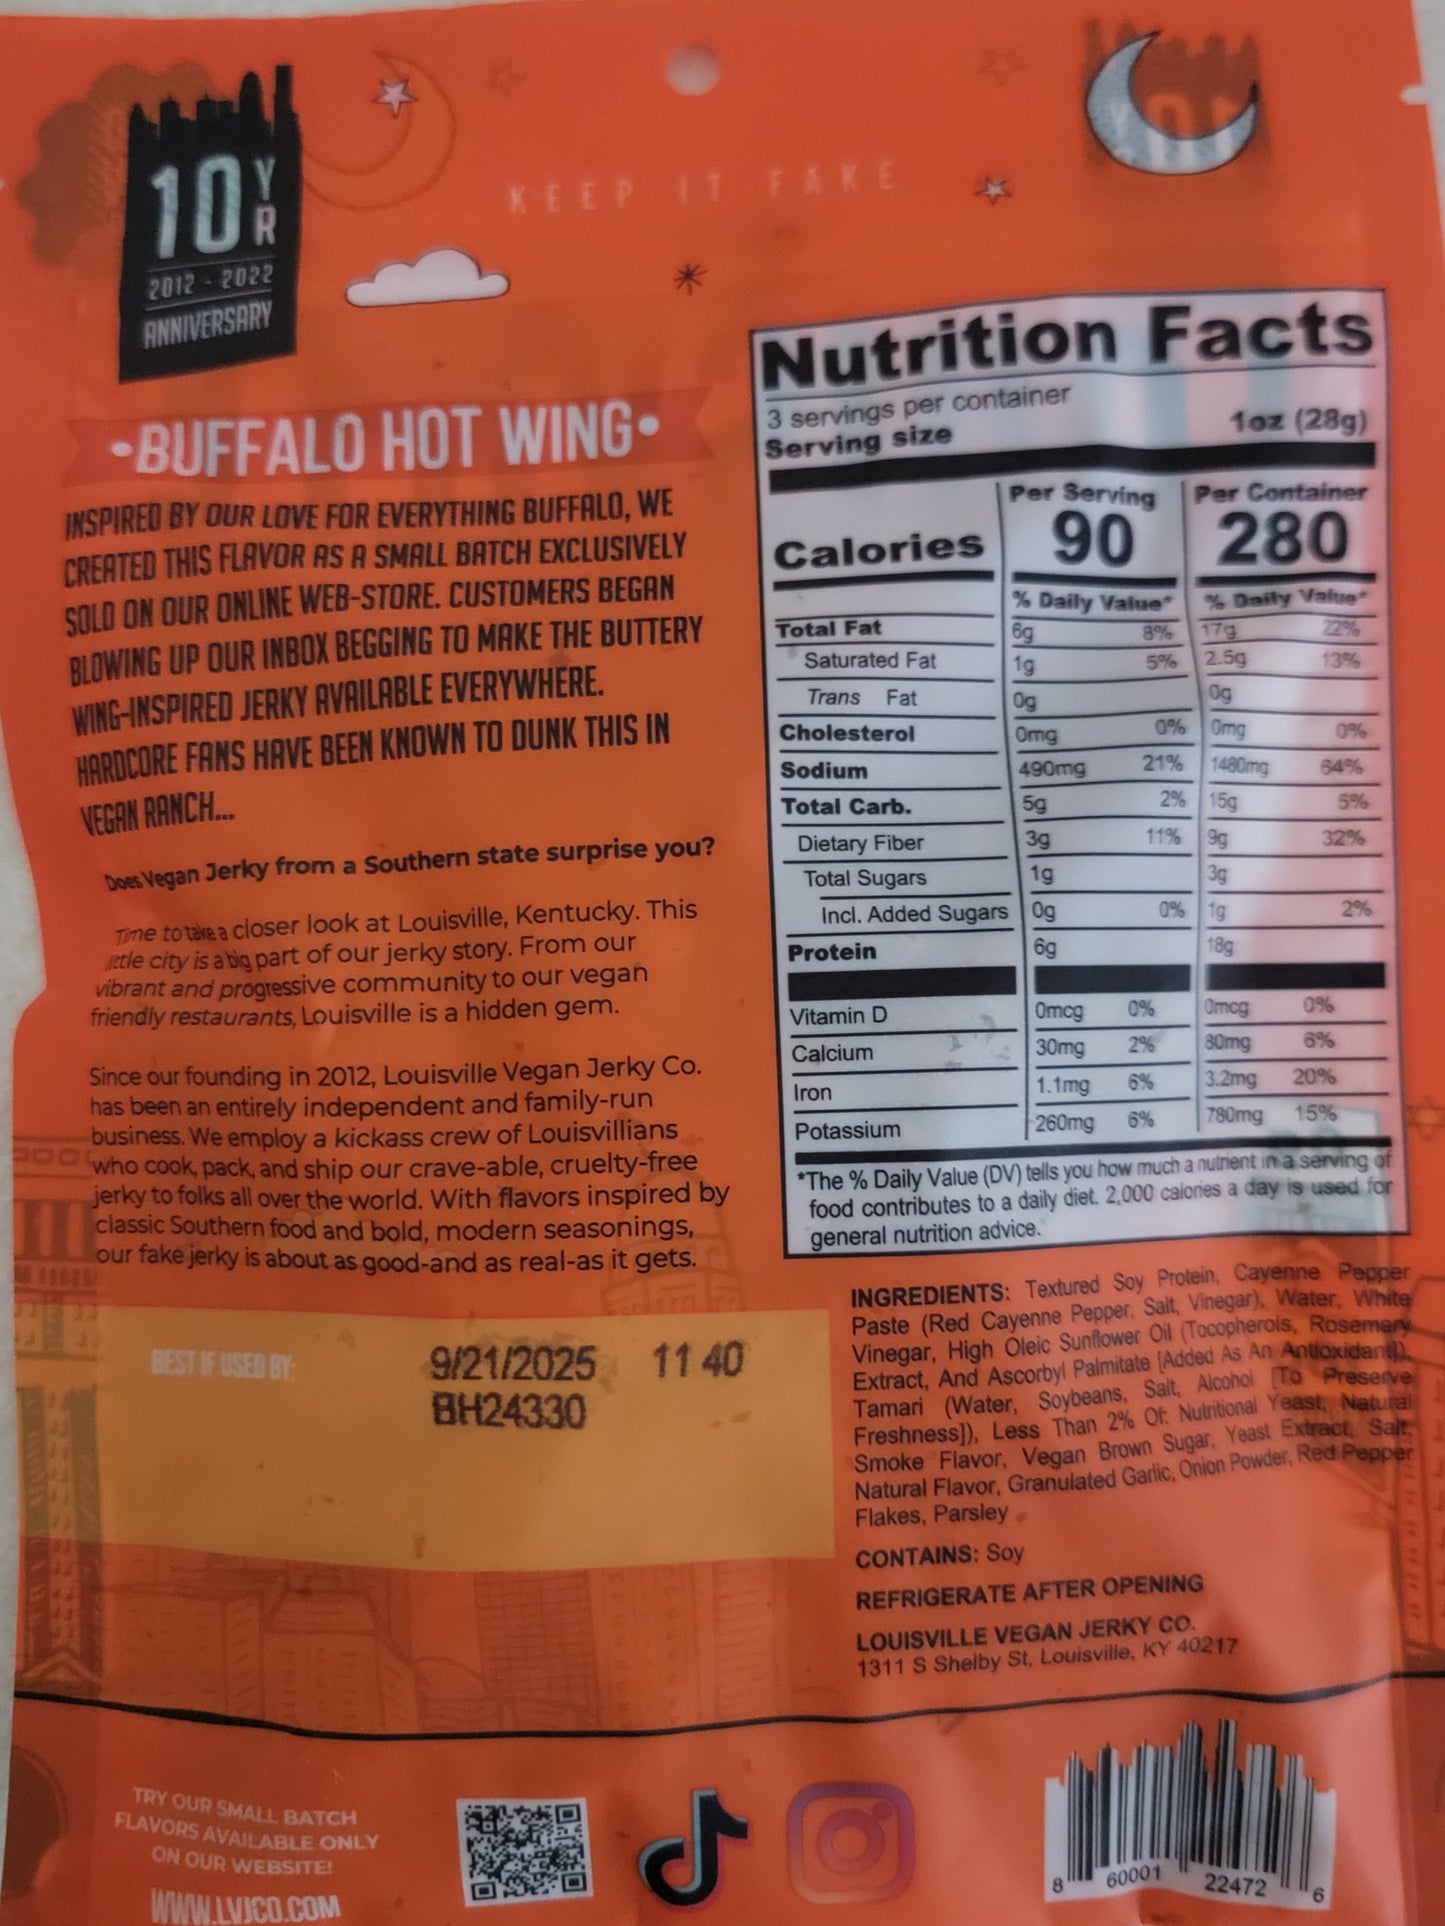 10 YR
2012 - 2022
ANNIVERSARY
KEEP IT FAKE
•BUFFALO HOT WING•
INSPIRED BY OUR LOVE FOR EVERYTHING BUFFALO, WE
CREATED THIS FLAVOR AS A SMALL BATCH EXCLUSIVELY
SOLD ON OUR ONLINE WEB-STORE. CUSTOMERS BEGAN
BLOWING UP OUR INBOX BEGGING TO MAKE THE BUTTERY
WING-INSPIRED JERKY AVAILABLE EVERYWHERE.
HARDCORE FANS HAVE BEEN KNOWN TO DUNK THIS IN
VEGAN RANCH...
Does Vegan Jerky from a Southern state surprise you?
Time to take a closer look at Louisville, Kentucky. This
little city is a big part of our jerky story. From our
vibrant and progressive community to our vegan
friendly restaurants, Louisville is a hidden gem.
Since our founding in 2012, Louisville Vegan Jerky Co.
has been an entirely independent and family-run
business. We employ a kickass crew of Louisvillians
who cook, pack, and ship our crave-able, cruelty-free
jerky to folks all over the world. With flavors inspired by
classic Southern food and bold, modern seasonings,
our fake jerky is about as good-and as real-as it gets.
BEST IF USED BY: 9/21/2025 11 40
BH24330
Nutrition Facts
3 servings per container
Serving size 1oz (28g)
Per Serving Per Container
Calories 90 280
% Daily Value* % Daily Value*
Total Fat 6g 8% 17g 22%
Saturated Fat 1g 5% 2.5g 13%
Trans Fat 0g 0g
Cholesterol 0mg 0% 0mg 0%
Sodium 490mg 21% 1480mg 64%
Total Carb. 5g 2% 15g 5%
Dietary Fiber 3g 11% 9g 32%
Total Sugars 1g 3g
Incl. Added Sugars 0g 0% 1g 2%
Protein 6g 18g
Vitamin D 0mcg 0% 0mcg 0%
Calcium 30mg 2% 80mg 6%
Iron 1.1mg 6% 3.2mg 20%
Potassium 260mg 6% 780mg 15%
*The % Daily Value (DV) tells you how much a nutrient in a serving of
food contributes to a daily diet. 2,000 calories a day is used for
general nutrition advice.
INGREDIENTS: Textured Soy Protein, Cayenne Pepper
Paste (Red Cayenne Pepper, Salt, Vinegar), Water, White
Vinegar, High Oleic Sunflower Oil (Tocopherols, Rosemary
Extract, And Ascorbyl Palmitate [Added As An Antioxidant]),
Tamari (Water, Soybeans, Salt, Alcohol [To Preserve
Freshness]), Less Than 2% Of: Nutritional Yeast, Natural
Smoke Flavor, Vegan Brown Sugar, Yeast Extract, Salt,
Natural Flavor, Granulated Garlic, Onion Powder, Red Pepper
Flakes, Parsley
CONTAINS: Soy
REFRIGERATE AFTER OPENING
LOUISVILLE VEGAN JERKY CO.
1311 S Shelby St, Louisville, KY 40217
TRY OUR SMALL BATCH
FLAVORS AVAILABLE ONLY
ON OUR WEBSITE!
WWW.LVJCO.COM
8 60001 22472 6